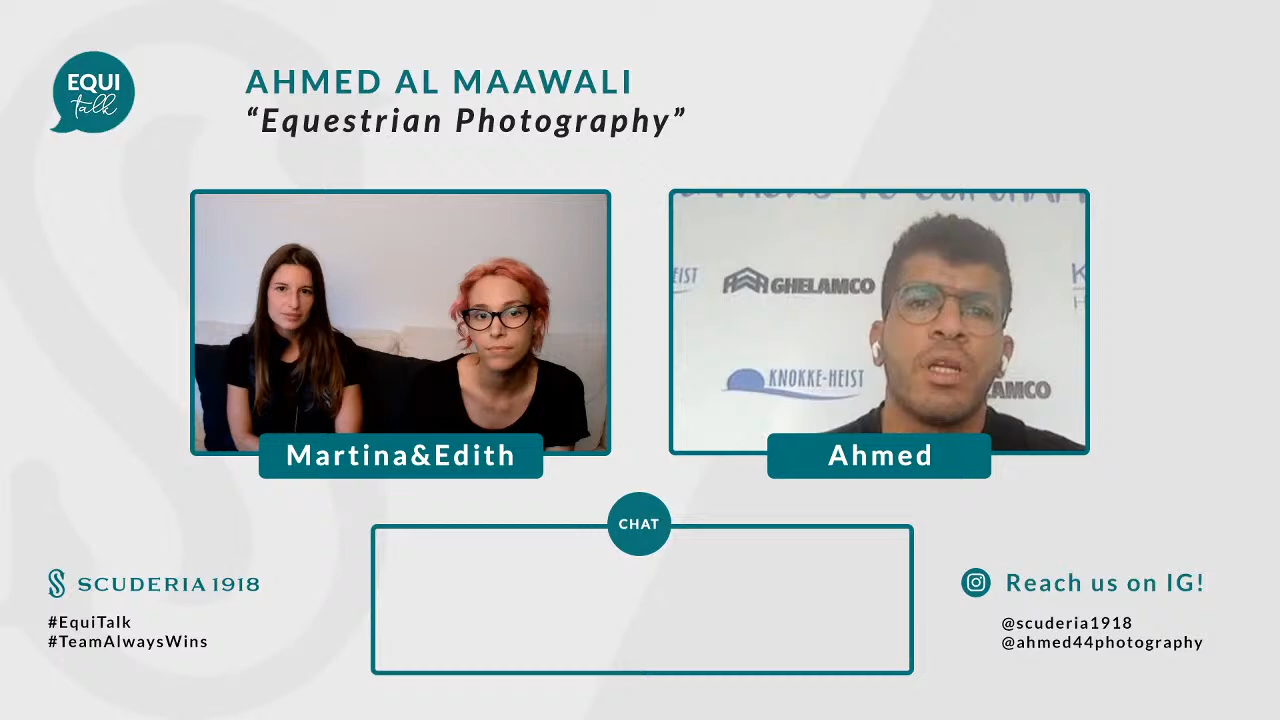 EQUI
talk
AHMED AL MAAWALI
“Equestrian Photography”
GHELAMCO
KNOKKE-HEIST
Martina&Edith
Ahmed
CHAT
SCUDERIA 1918
#EquiTalk
#TeamAlwaysWins
Reach us on IG!
@scuderia1918
@ahmed44photography